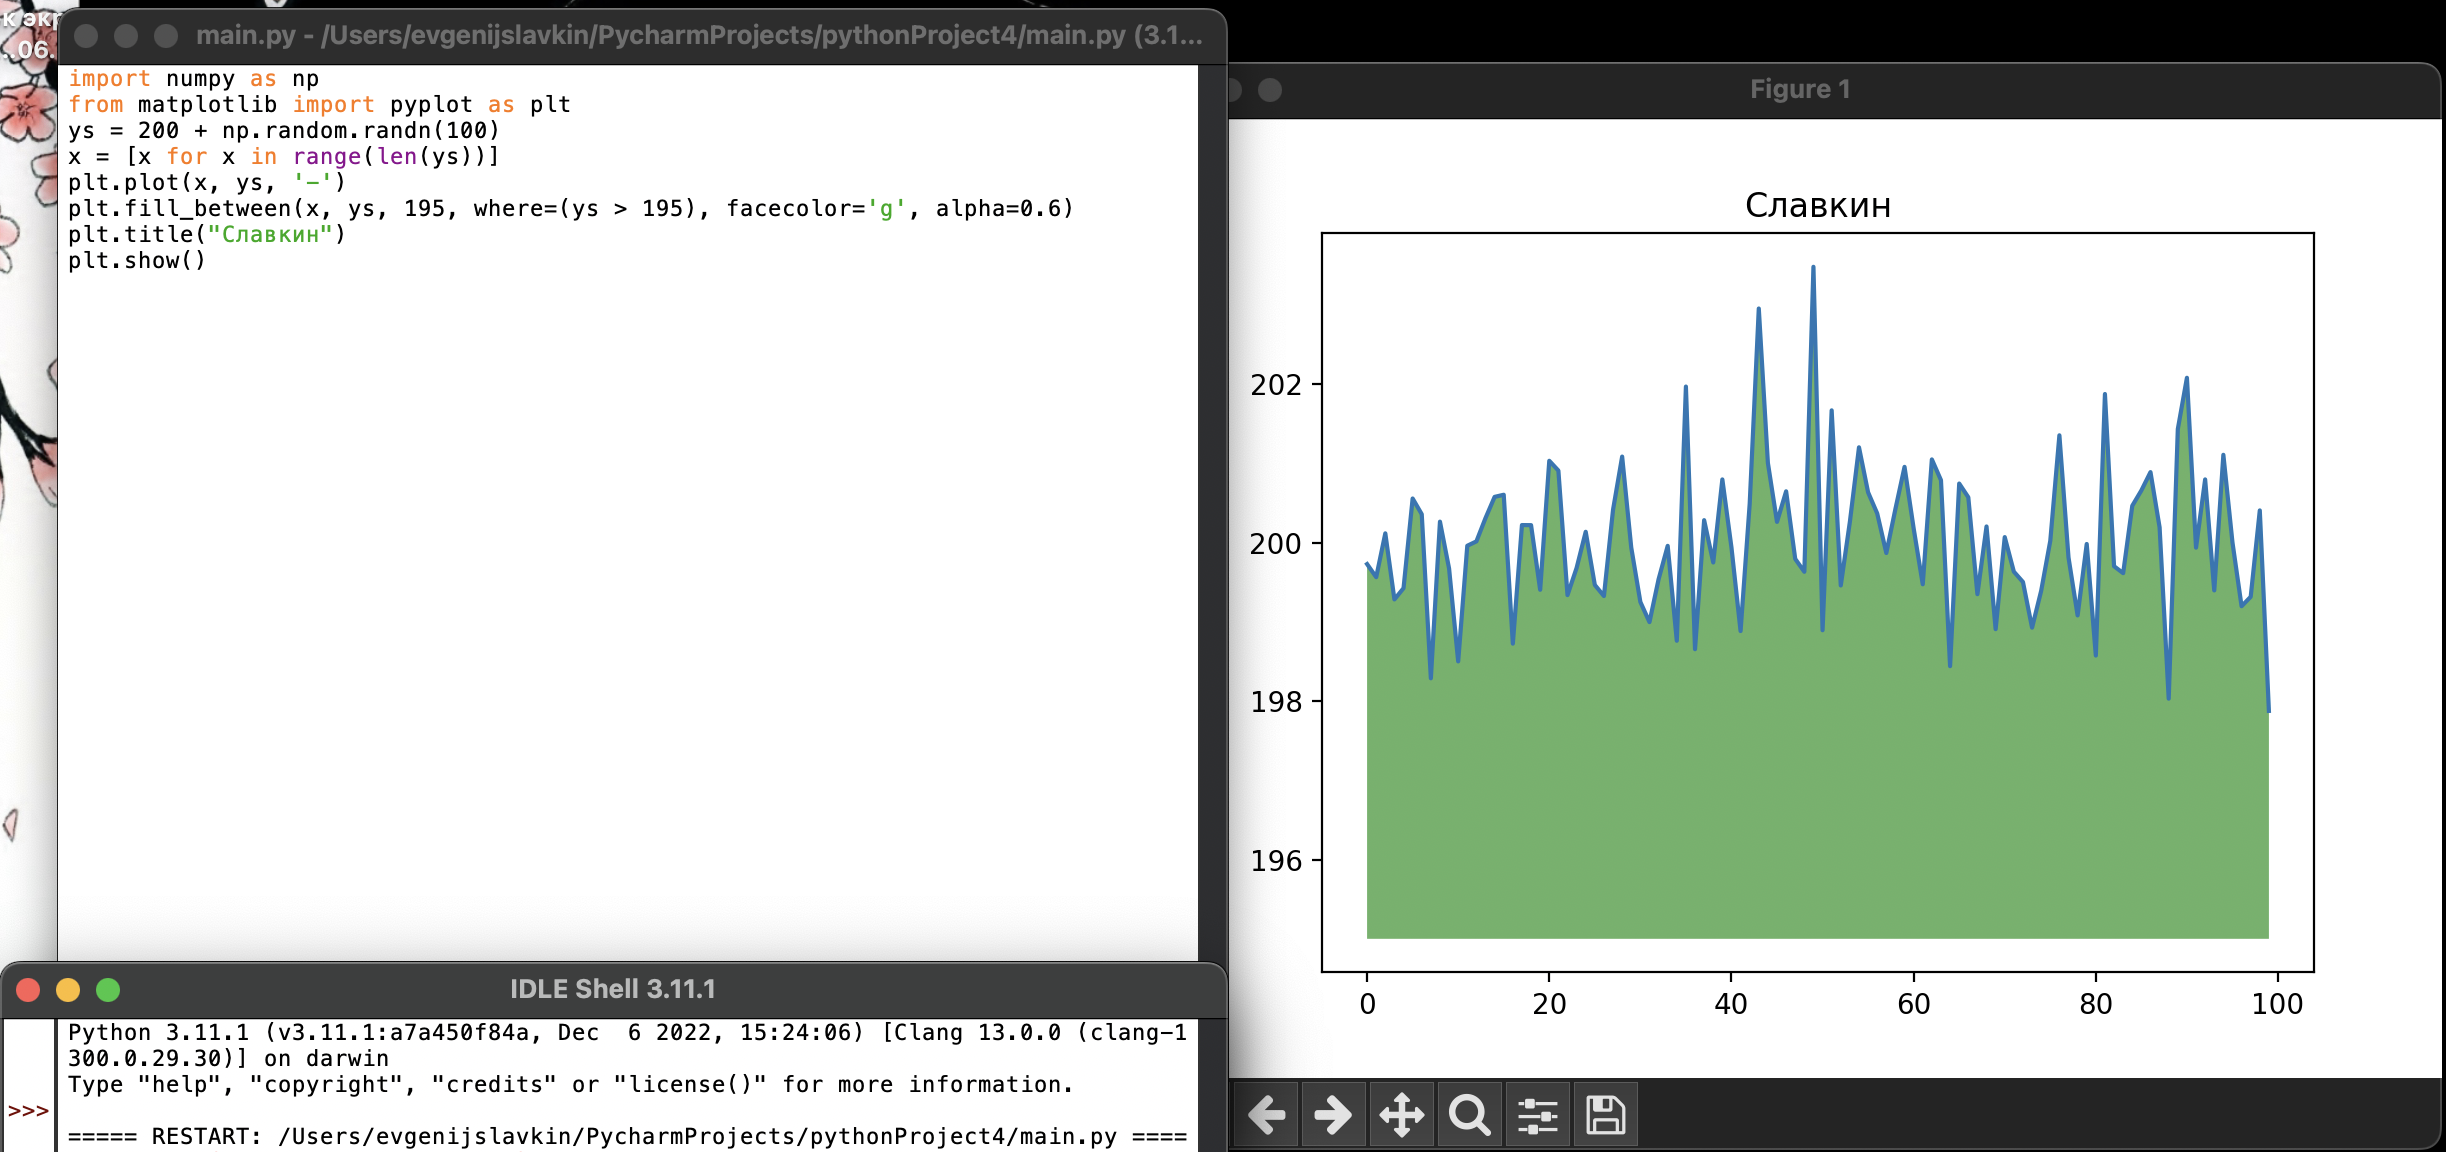 к экр
..06.
main.py - /Users/evgenijslavkin/PycharmProjects/pythonProject4/main.py (3.1...
import numpy as np
from matplotlib import pyplot as plt
ys = 200 + np.random.randn(100)
x = [x for x in range(len(ys))]
plt.plot(x, ys, '-')
plt.fill_between(x, ys, 195, where=(ys > 195), facecolor='g', alpha=0.6)
plt.title("Славкин")
plt.show()
IDLE Shell 3.11.1
Python 3.11.1 (v3.11.1:a7a450f84a, Dec  6 2022, 15:24:06) [Clang 13.0.0 (clang-1
300.0.29.30)] on darwin
Type "help", "copyright", "credits" or "license()" for more information.
>>>
===== RESTART: /Users/evgenijslavkin/PycharmProjects/pythonProject4/main.py ====
Figure 1
Славкин
202
200
198
196
0 20 40 60 80 100